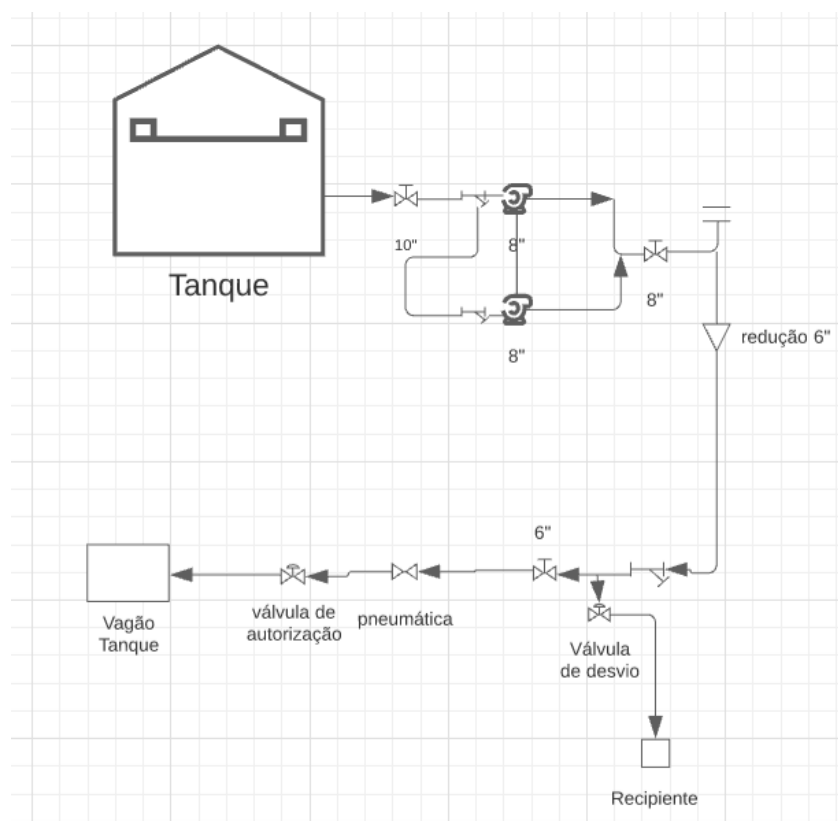 10"
8"
Tanque
8"
8"
redução 6"
6"
Vagão
Tanque
válvula de
autorização
pneumática
Válvula
de desvio
Recipiente